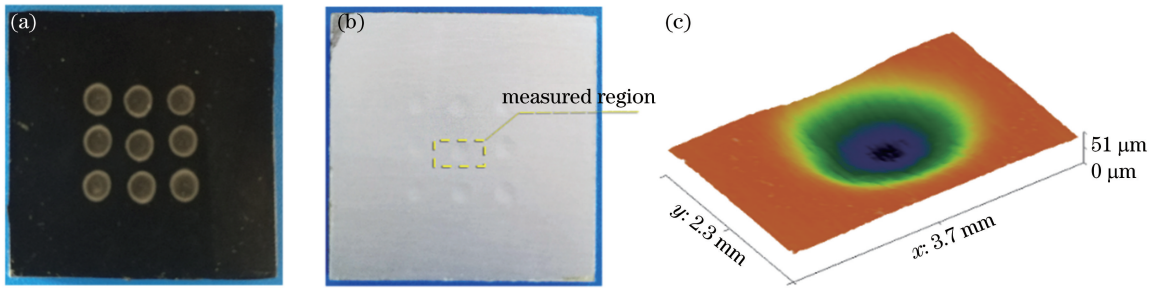 (a)
(b)
measured region
(c)
51 μm
0 μm
y: 2.3 mm
x: 3.7 mm